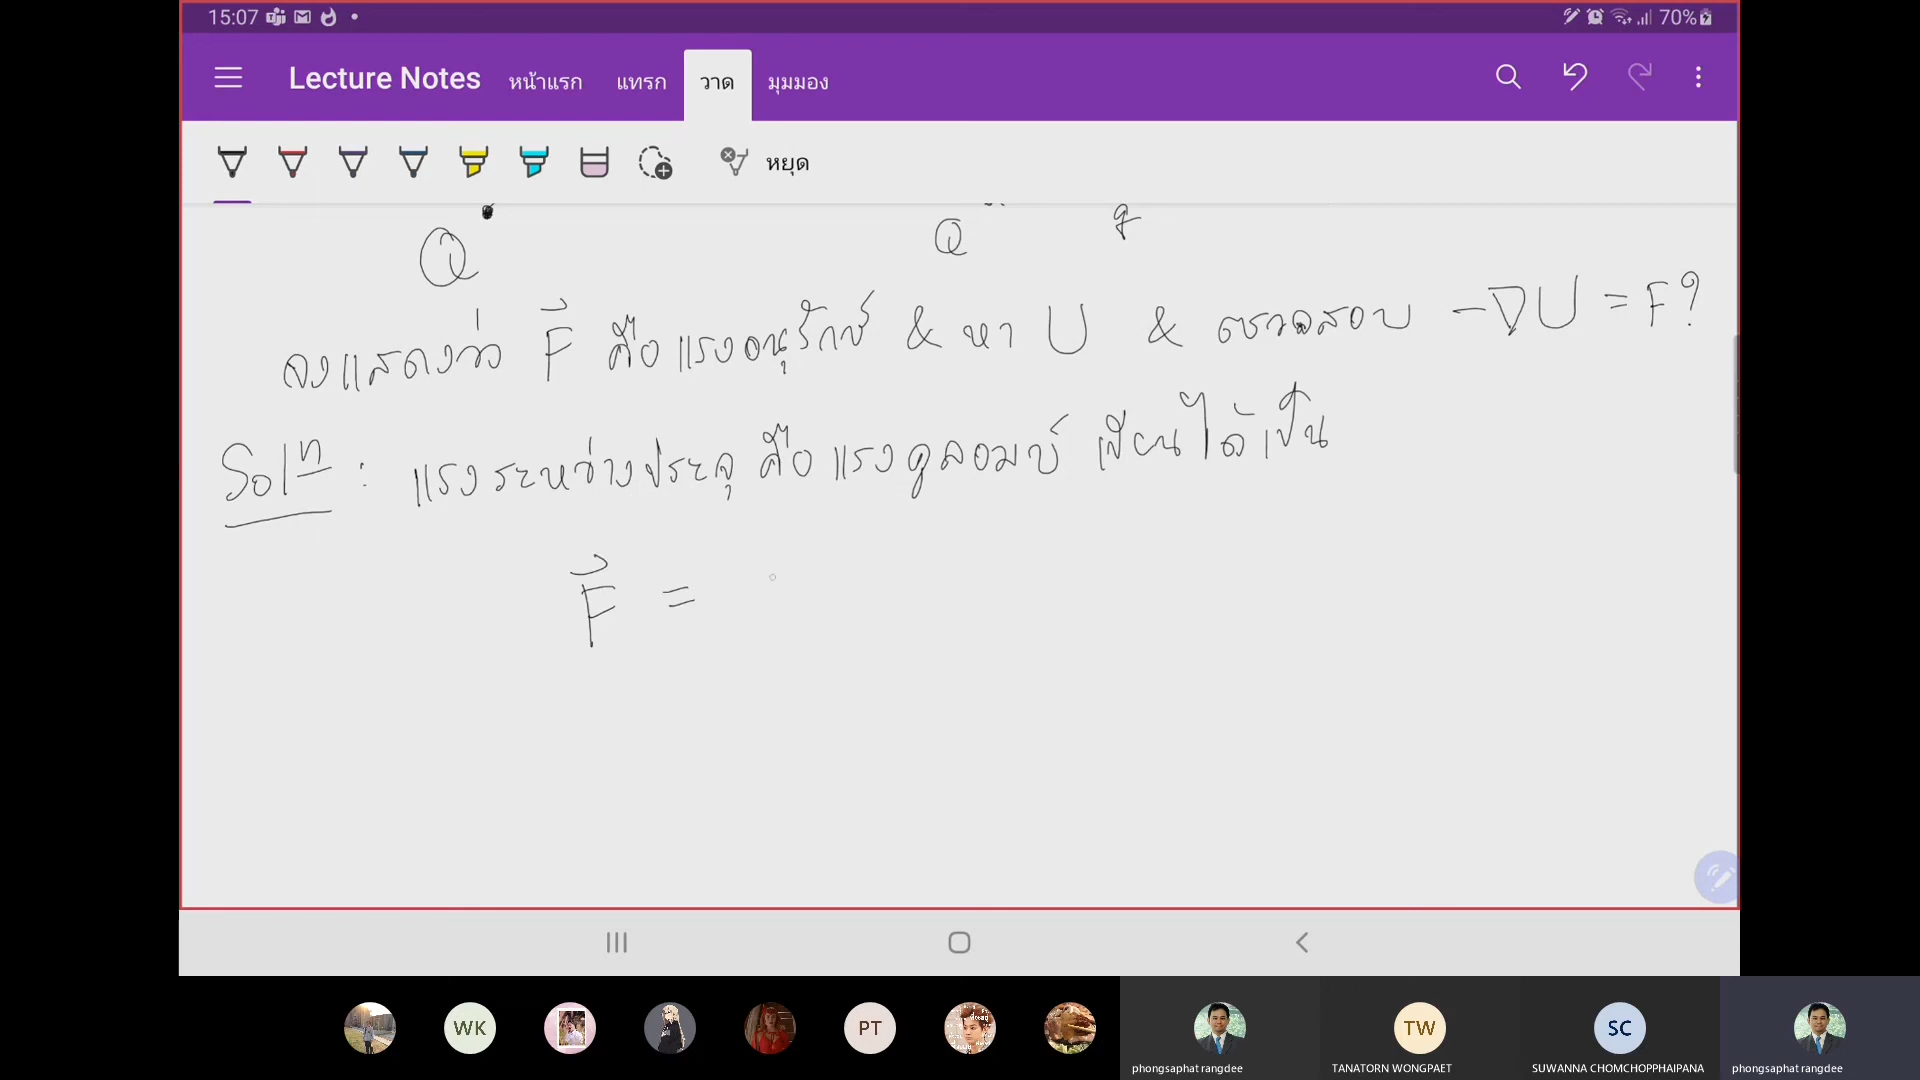 15:07 70%
Lecture Notes หน้าแรก แทรก วาด มุมมอง
หยุด
Q Q q
จงแสดงว่า F⃗ คือแรงอนุรักษ์ & หา U & ตรวจสอบ -∇U = F?
Solⁿ : แรงระหว่างประจุ คือ แรงคูลอมบ์ เขียนได้เป็น
F⃗ =
WK PT TW SC
phongsaphat rangdee TANATORN WONGPAET SUWANNA CHOMCHOPPHAIPANA phongsaphat rangdee